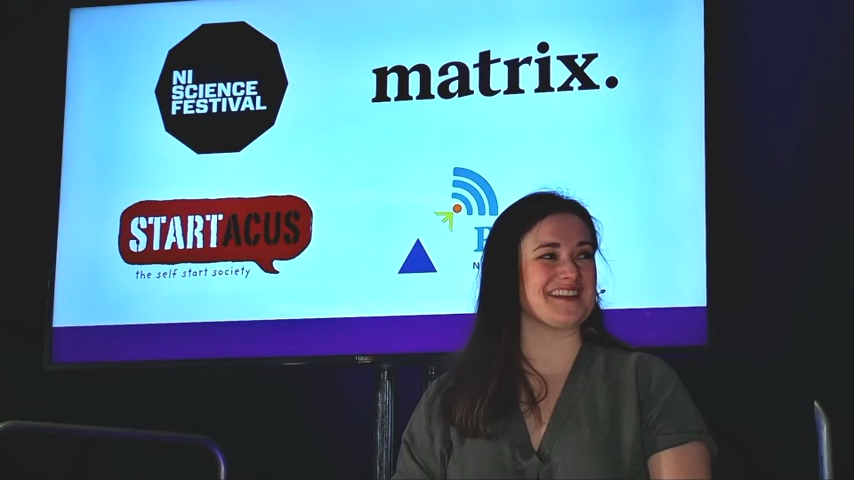 NI
SCIENCE
FESTIVAL
matrix.
STARTACUS
the self start society